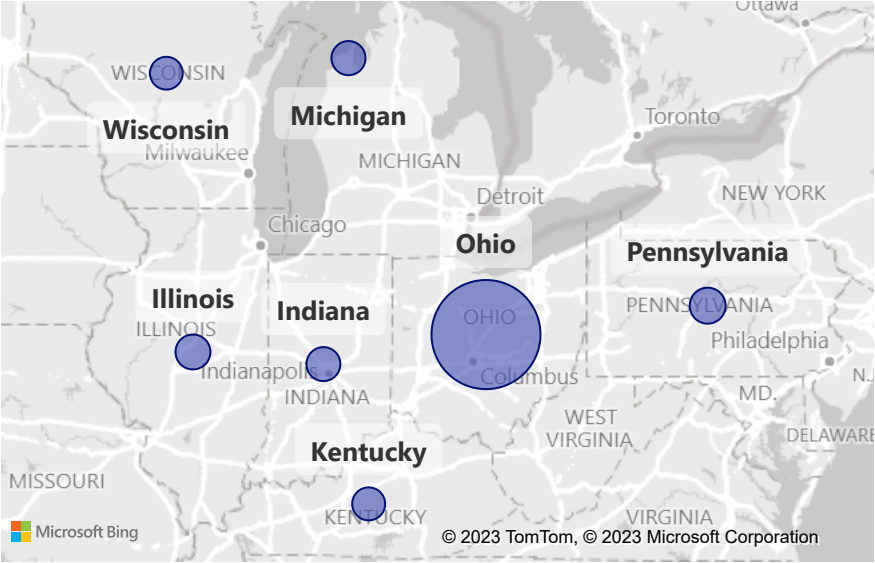 Ottawa
WISCONSIN
Wisconsin
Michigan
Toronto
Milwaukee
MICHIGAN
Detroit
NEW YORK
Chicago
Ohio
Pennsylvania
Illinois
Indiana
ILLINOIS
OHIO
PENNSYLVANIA
Philadelphia
Indianapolis
Columbus
INDIANA
MD.
NJ
WEST
VIRGINIA
DELAWARE
Kentucky
MISSOURI
KENTUCKY
VIRGINIA
Microsoft Bing
© 2023 TomTom, © 2023 Microsoft Corporation